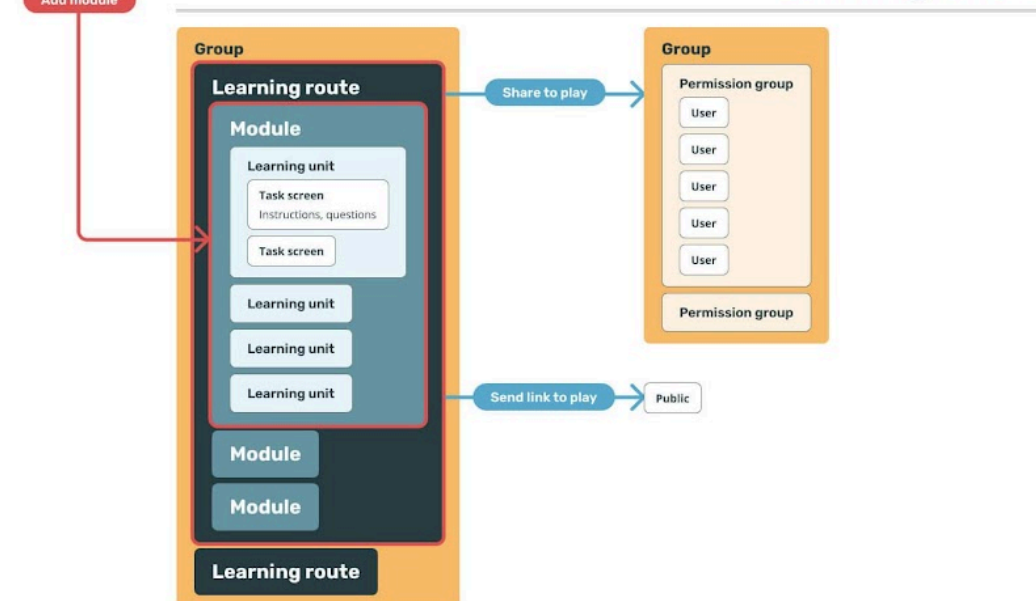 Add module
Group
Learning route
Module
Learning unit
Task screen
Instructions, questions
Task screen
Learning unit
Learning unit
Learning unit
Module
Module
Learning route
Share to play
Send link to play
Group
Permission group
User
User
User
User
User
Permission group
Public